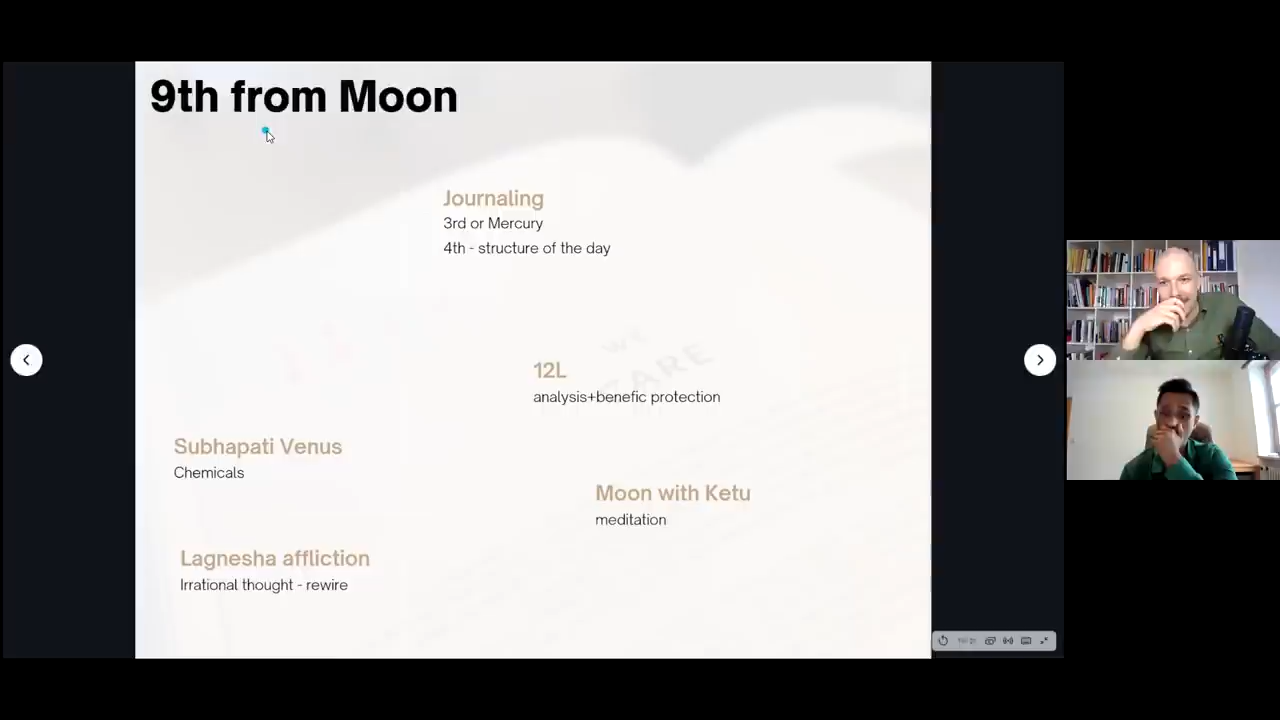 9th from Moon
Journaling
3rd or Mercury
4th - structure of the day
WE
12L
analysis+benefic protection
Subhapati Venus
Chemicals
Moon with Ketu
meditation
Lagnesha affliction
Irrational thought - rewire